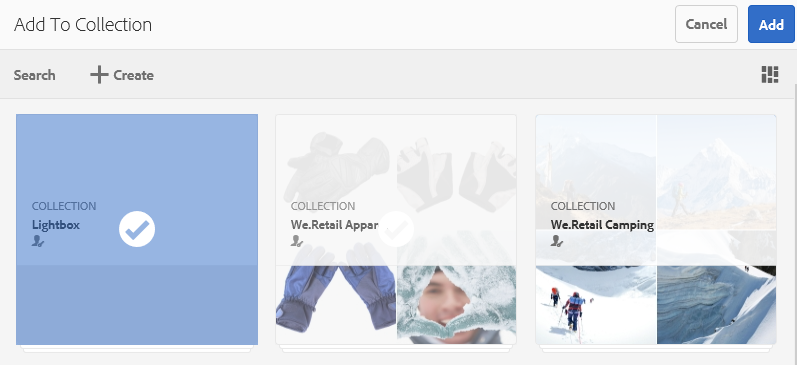 Add To Collection
Cancel
Add
Search
Create
COLLECTION
Lightbox
COLLECTION
We.Retail Appar
COLLECTION
We.Retail Camping